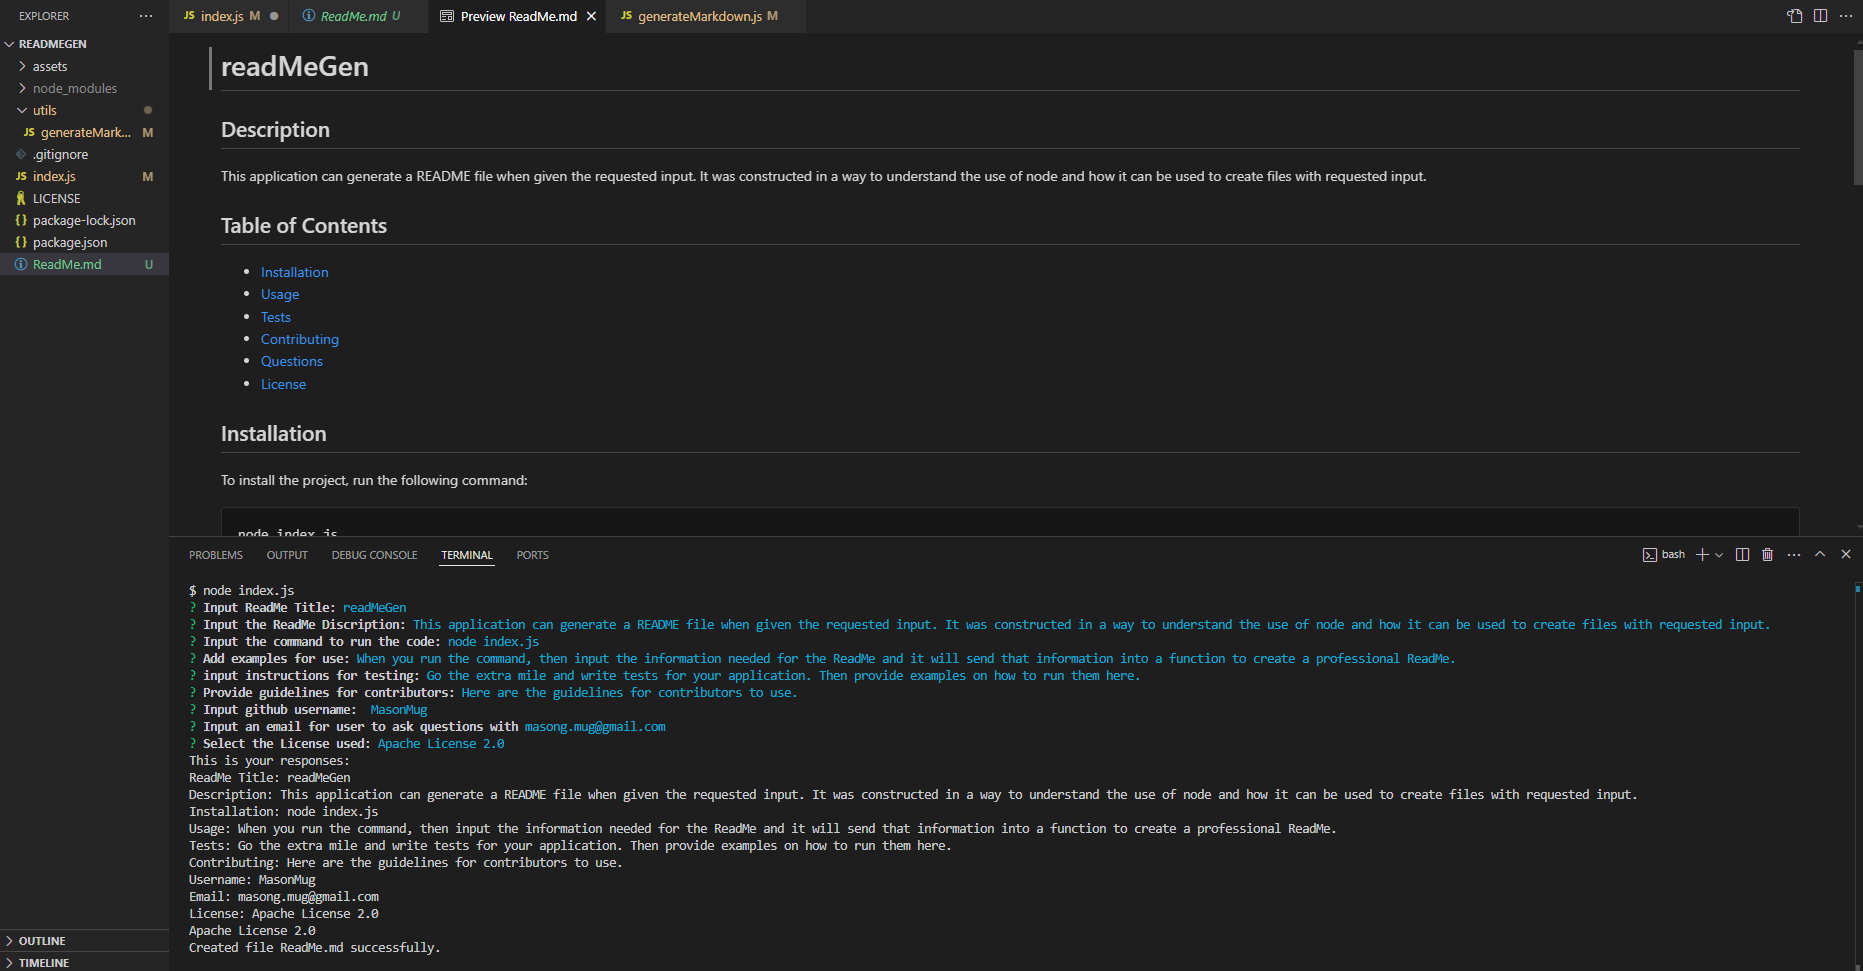 EXPLORER
READMEGEN
assets
node_modules
utils
JS generateMark... M
.gitignore
JS index.js M
LICENSE
{} package-lock.json
{} package.json
ReadMe.md U
OUTLINE
TIMELINE
JS index.js M
ReadMe.md U
Preview ReadMe.md
JS generateMarkdown.js M
readMeGen
Description
This application can generate a README file when given the requested input. It was constructed in a way to understand the use of node and how it can be used to create files with requested input.
Table of Contents
• Installation
• Usage
• Tests
• Contributing
• Questions
• License
Installation
To install the project, run the following command:
node index.js
PROBLEMS OUTPUT DEBUG CONSOLE TERMINAL PORTS
bash
$ node index.js
? Input ReadMe Title: readMeGen
? Input the ReadMe Discription: This application can generate a README file when given the requested input. It was constructed in a way to understand the use of node and how it can be used to create files with requested input.
? Input the command to run the code: node index.js
? Add examples for use: When you run the command, then input the information needed for the ReadMe and it will send that information into a function to create a professional ReadMe.
? input instructions for testing: Go the extra mile and write tests for your application. Then provide examples on how to run them here.
? Provide guidelines for contributors: Here are the guidelines for contributors to use.
? Input github username:  MasonMug
? Input an email for user to ask questions with masong.mug@gmail.com
? Select the License used: Apache License 2.0
This is your responses:
ReadMe Title: readMeGen
Description: This application can generate a README file when given the requested input. It was constructed in a way to understand the use of node and how it can be used to create files with requested input.
Installation: node index.js
Usage: When you run the command, then input the information needed for the ReadMe and it will send that information into a function to create a professional ReadMe.
Tests: Go the extra mile and write tests for your application. Then provide examples on how to run them here.
Contributing: Here are the guidelines for contributors to use.
Username: MasonMug
Email: masong.mug@gmail.com
License: Apache License 2.0
Apache License 2.0
Created file ReadMe.md successfully.